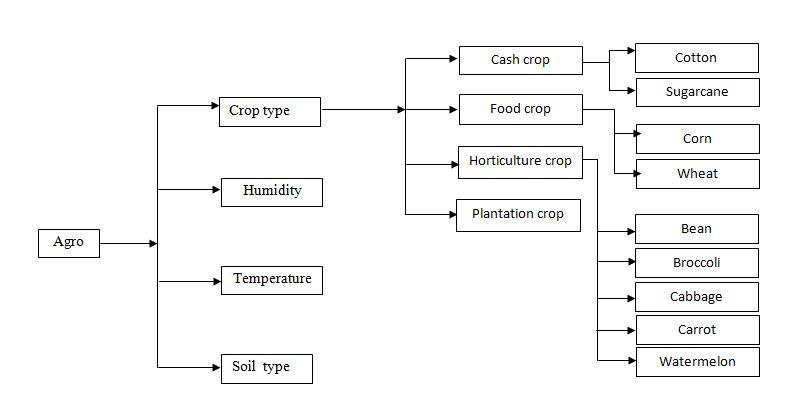 Agro
Crop type
Humidity
Temperature
Soil type
Cash crop
Food crop
Horticulture crop
Plantation crop
Cotton
Sugarcane
Corn
Wheat
Bean
Broccoli
Cabbage
Carrot
Watermelon